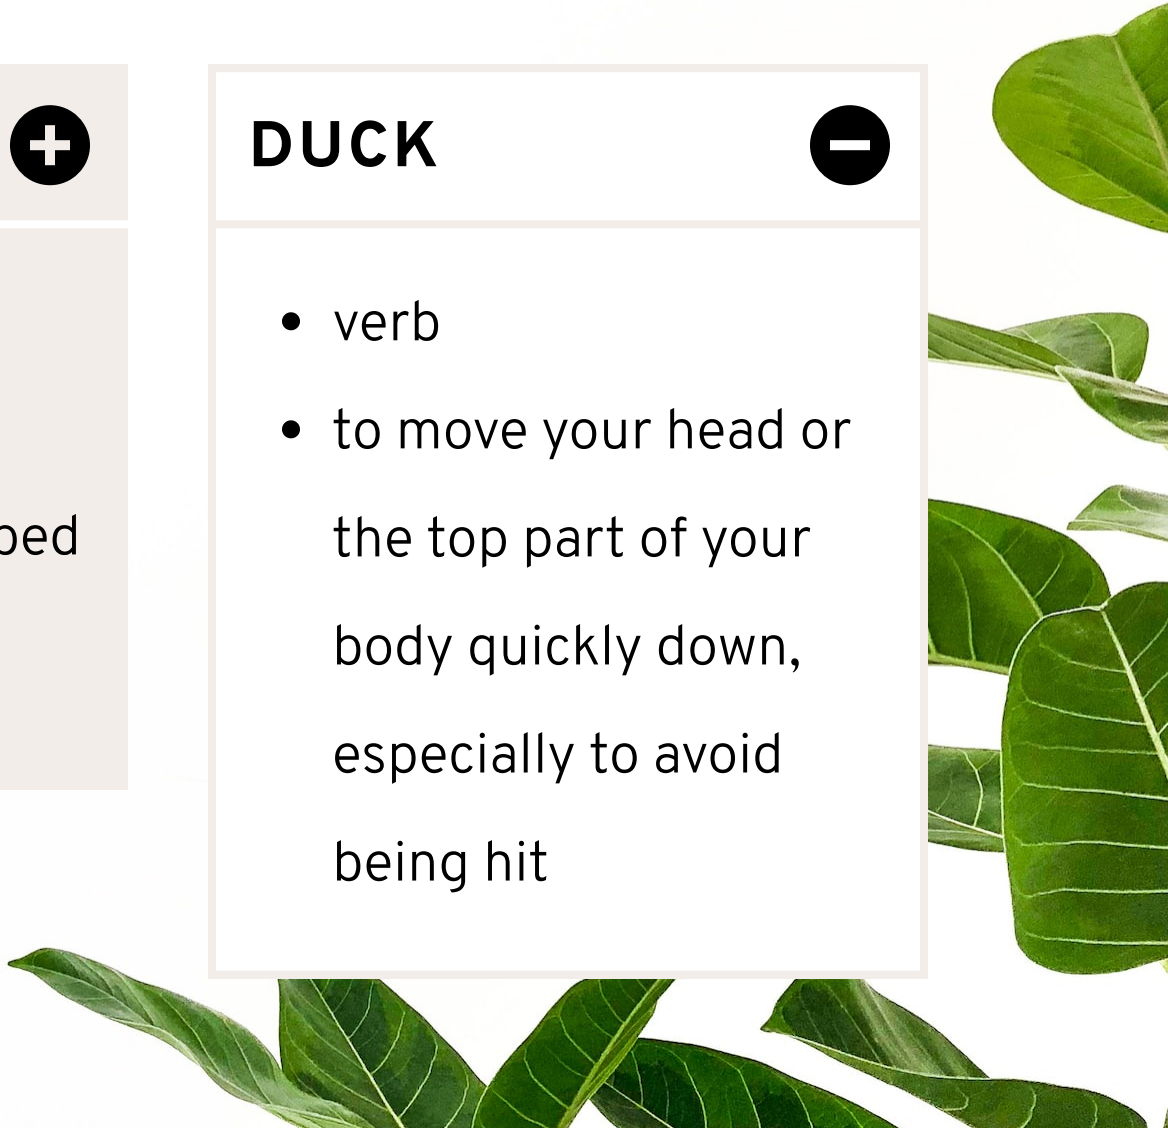 DUCK
verb
to move your head or
the top part of your
body quickly down,
especially to avoid
being hit